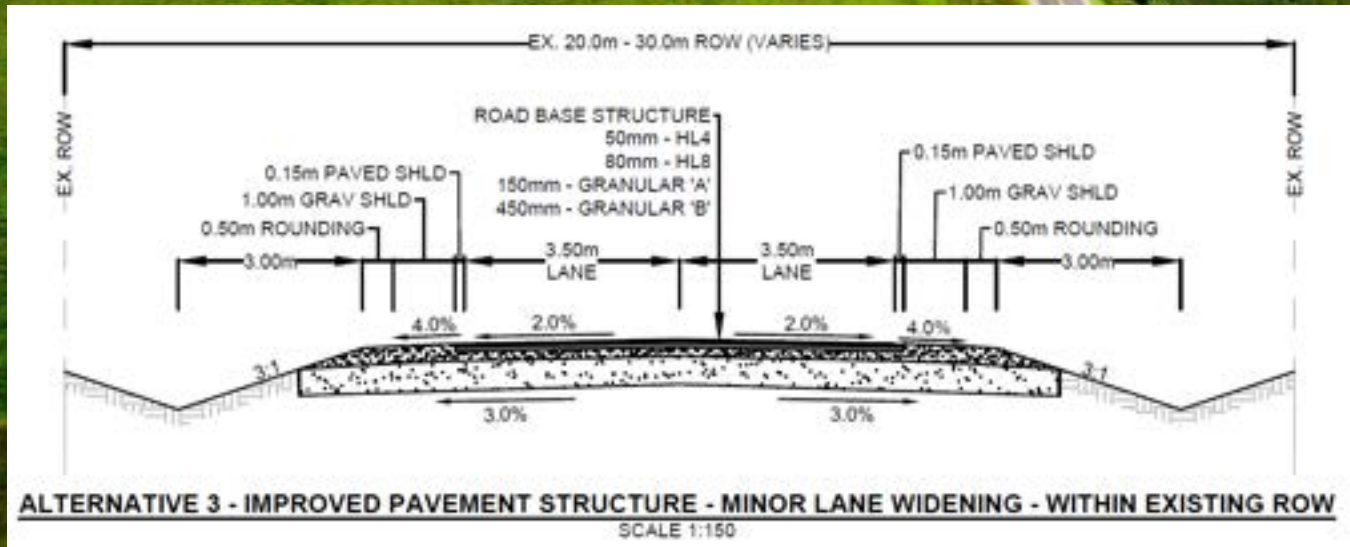 EX. 20.0m - 30.0m ROW (VARIES)
EX. ROW
EX. ROW
ROAD BASE STRUCTURE
50mm - HL4
80mm - HL8
150mm - GRANULAR 'A'
450mm - GRANULAR 'B'
0.15m PAVED SHLD
1.00m GRAV SHLD
0.50m ROUNDING
0.15m PAVED SHLD
1.00m GRAV SHLD
0.50m ROUNDING
3.00m
3.50m
LANE
3.50m
LANE
3.00m
4.0%
2.0%
2.0%
4.0%
3:1
3:1
3.0%
3.0%
ALTERNATIVE 3 - IMPROVED PAVEMENT STRUCTURE - MINOR LANE WIDENING - WITHIN EXISTING ROW
SCALE 1:150